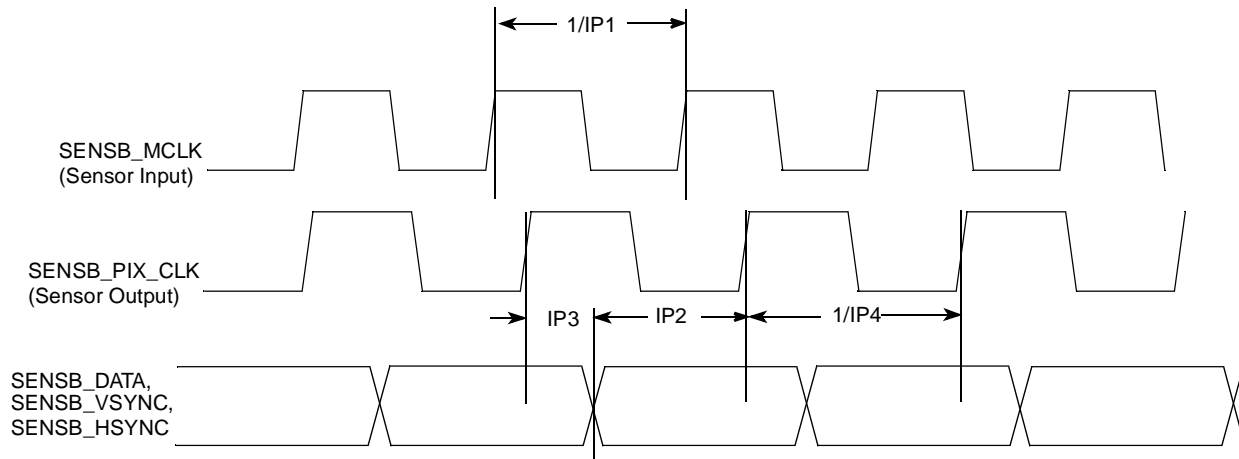 1/IP1
SENSB_MCLK
(Sensor Input)
SENSB_PIX_CLK
(Sensor Output)
IP3
IP2
1/IP4
SENSB_DATA,
SENSB_VSYNC,
SENSB_HSYNC